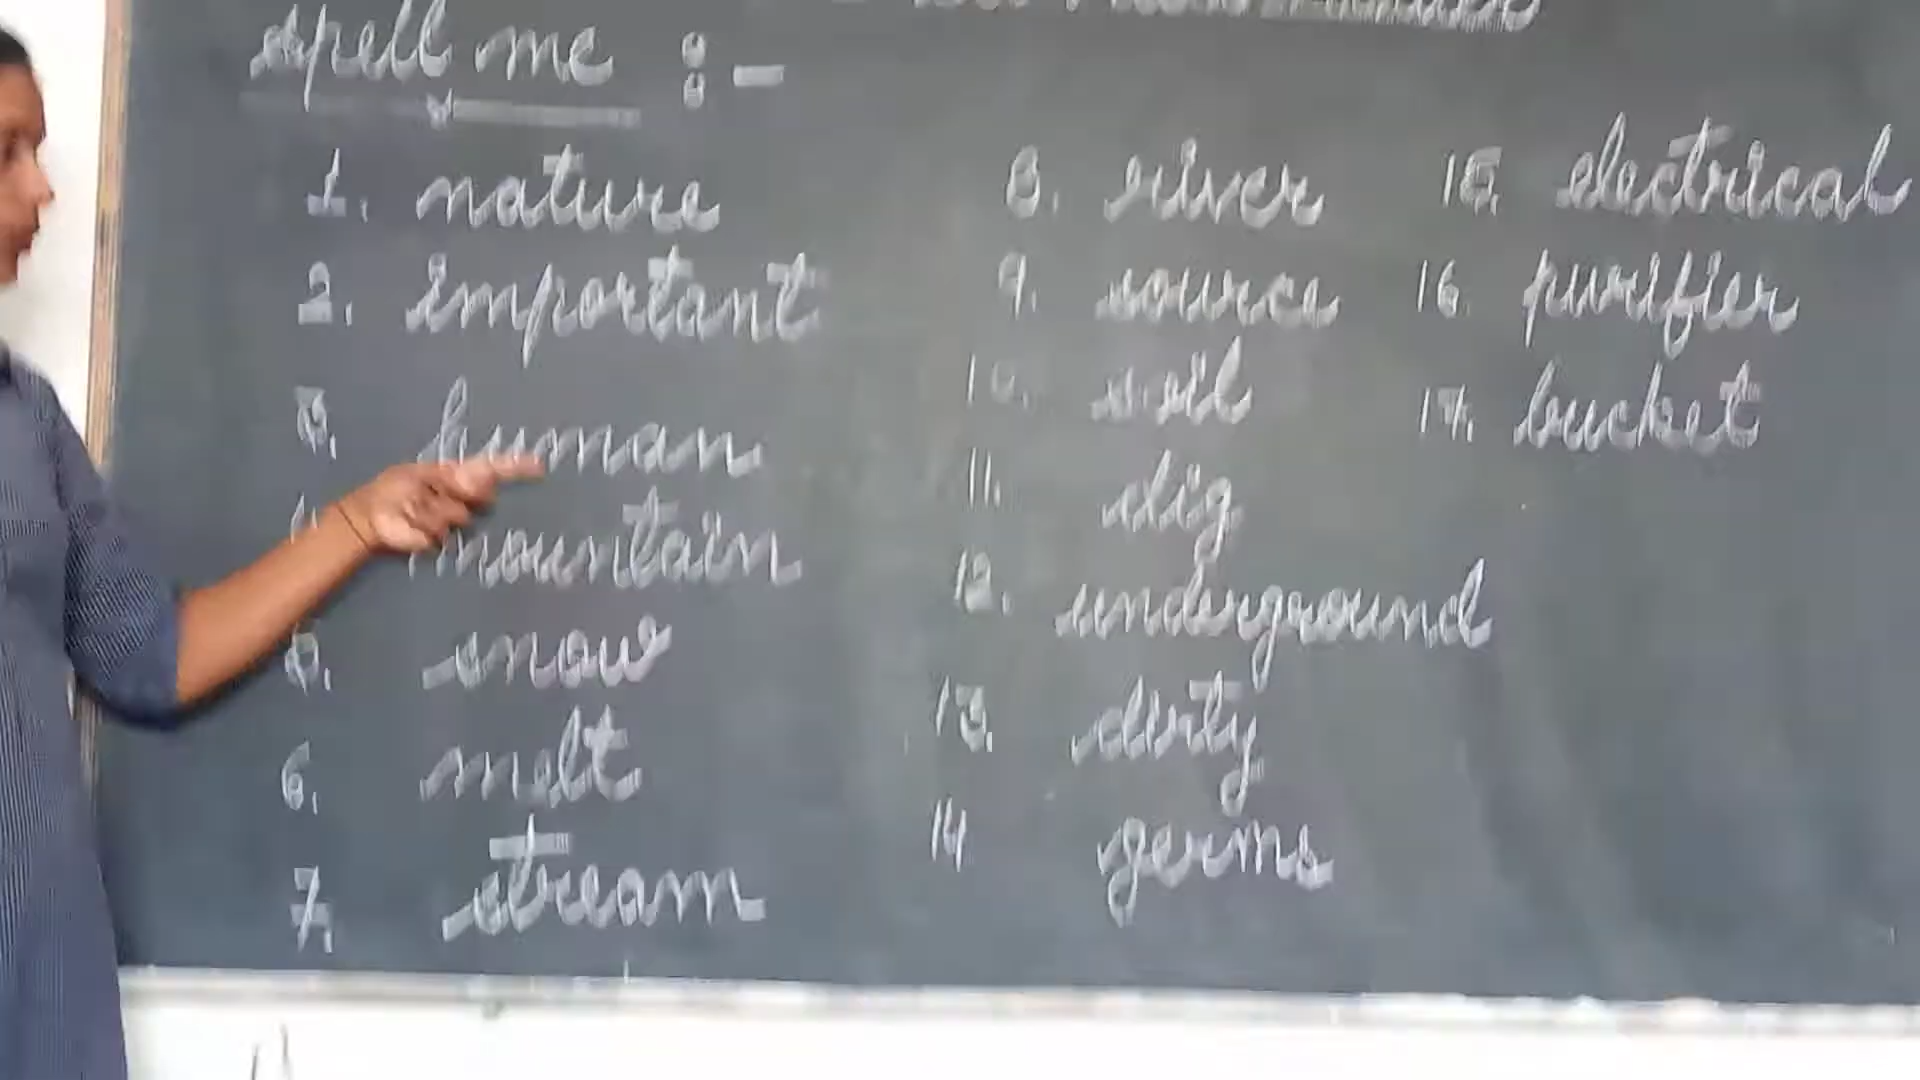 spell me :-
1. nature
2. important
3. human
4. mountain
5. snow
6. melt
7. stream
8. river
9. source
10. soil
11. dig
12. underground
13. dirty
14 germs
15. electrical
16. purifier
17. bucket